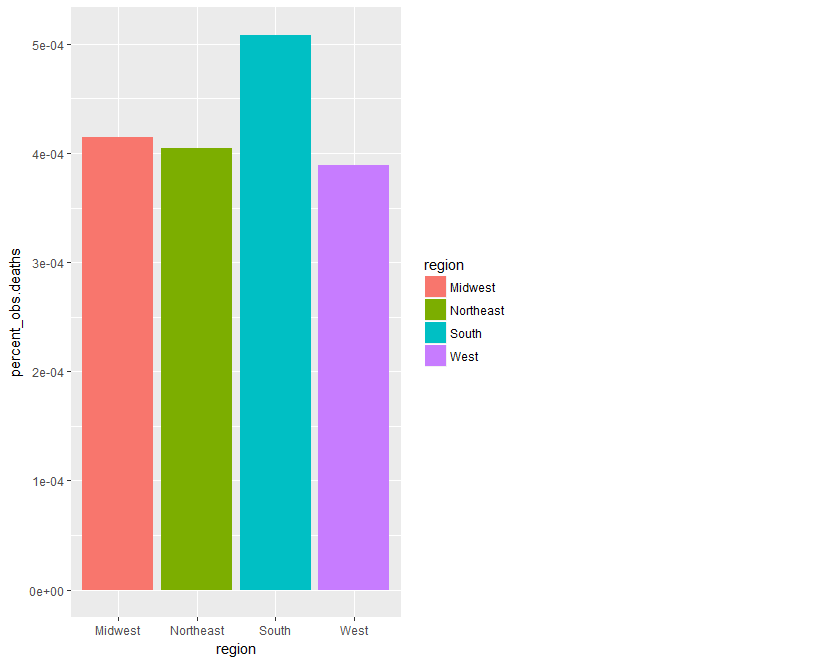 percent_obs.deaths
5e-04
4e-04
3e-04
2e-04
1e-04
0e+00
Midwest Northeast South West
region
region
Midwest
Northeast
South
West